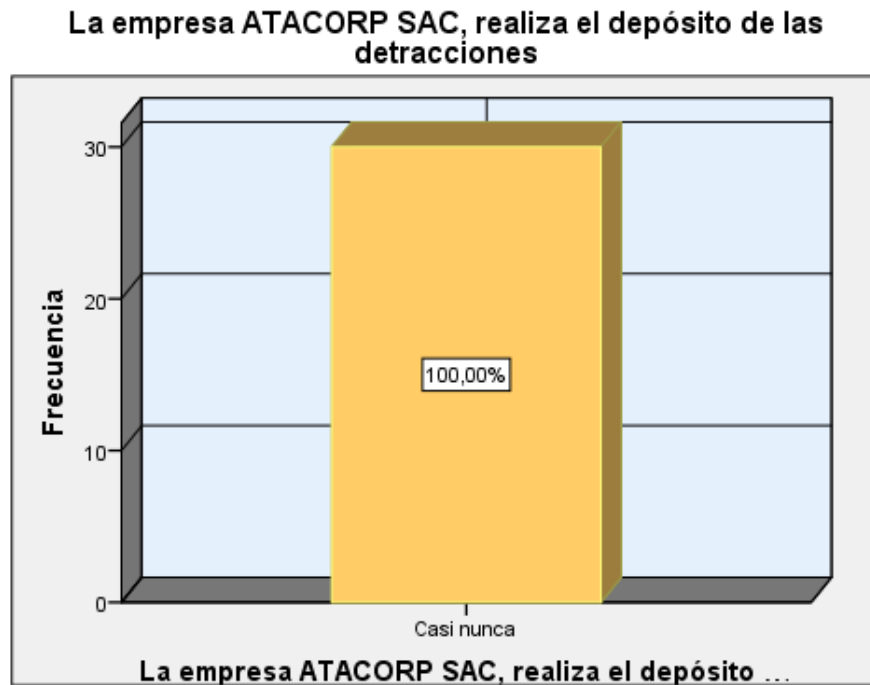 La empresa ATACORP SAC, realiza el depósito de las
detracciones
30
20
10
0
Frecuencia
100,00%
Casi nunca
La empresa ATACORP SAC, realiza el depósito ...